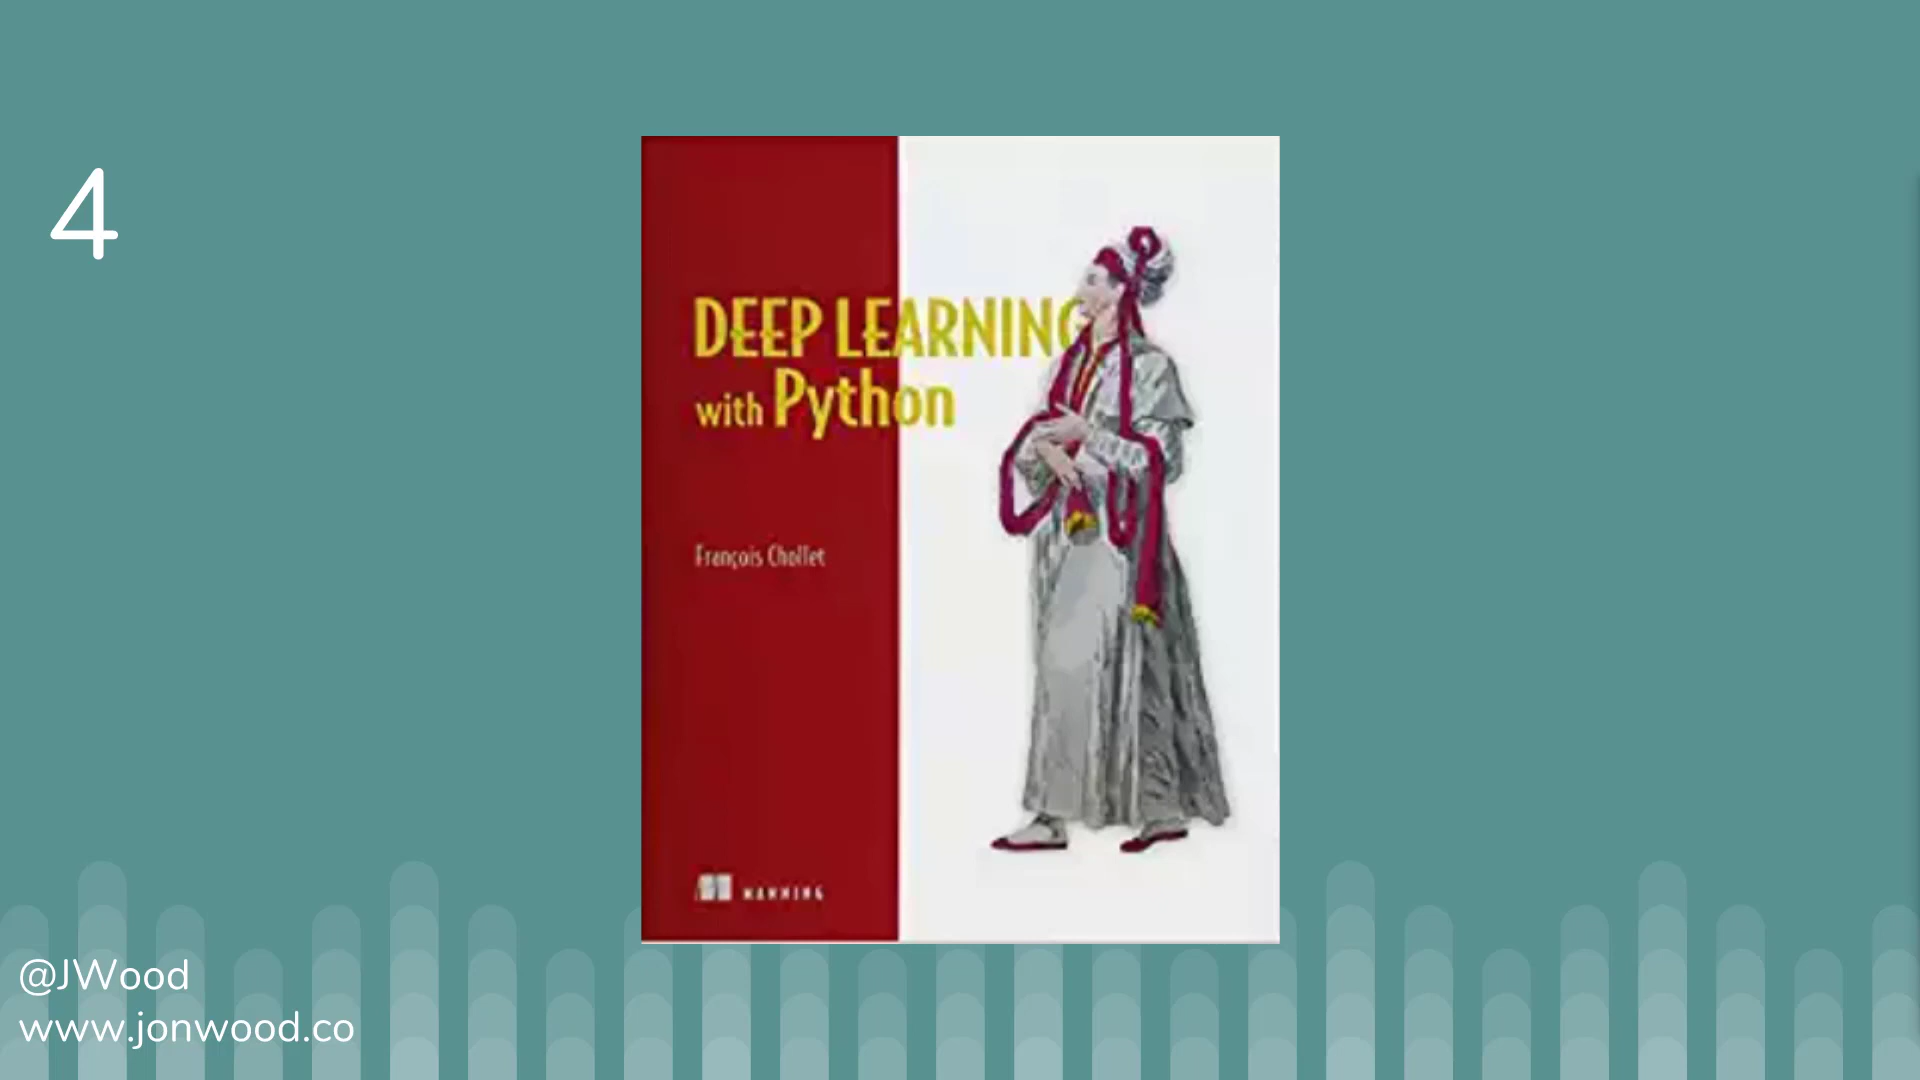 4
DEEP LEARNING
with Python
François Chollet
MANNING
@JWood
www.jonwood.co